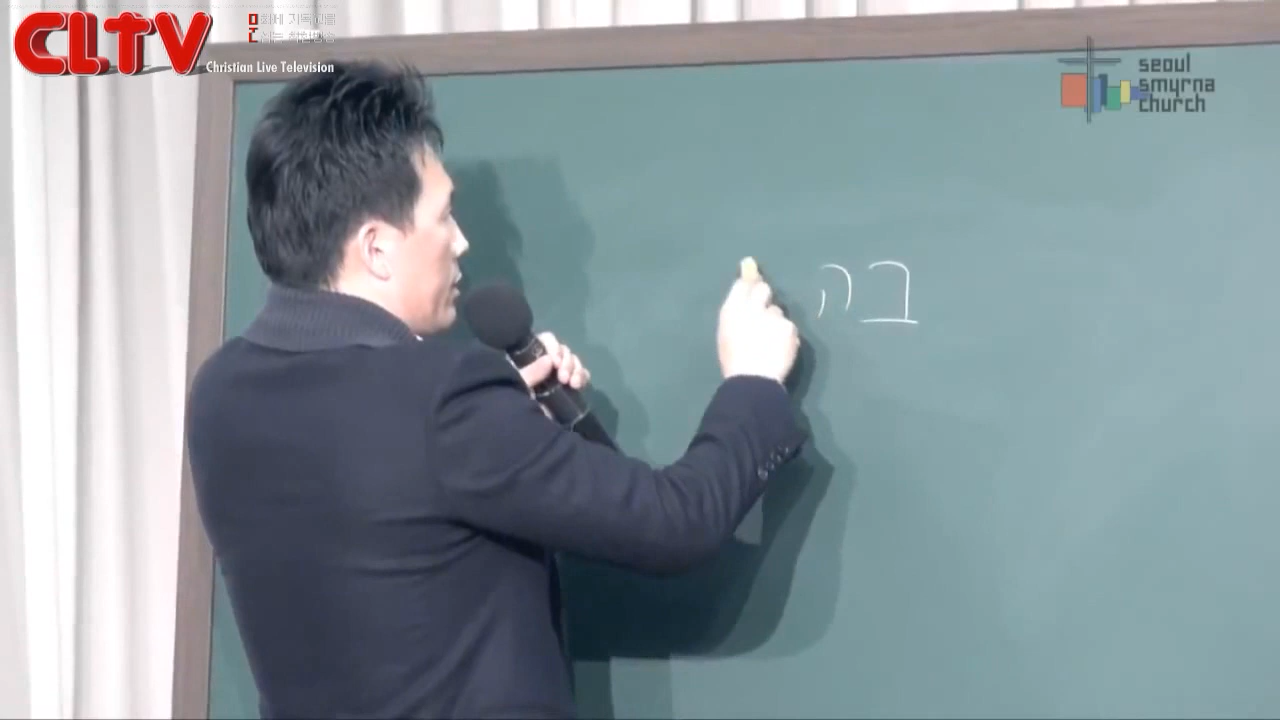 CLTV
Christian Live Television
seoul
smyrna
church
בה